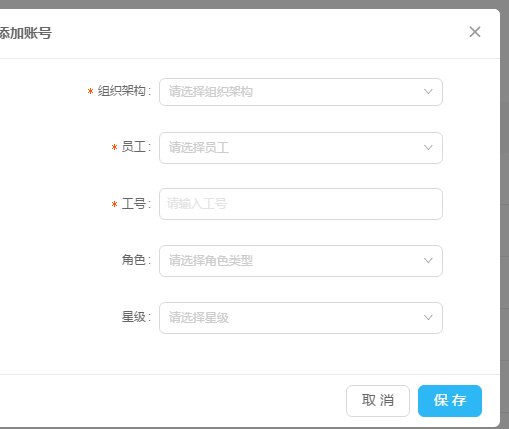 添加账号
* 组织架构: 请选择组织架构
* 员工: 请选择员工
* 工号: 请输入工号
角色: 请选择角色类型
星级: 请选择星级
取 消 保 存